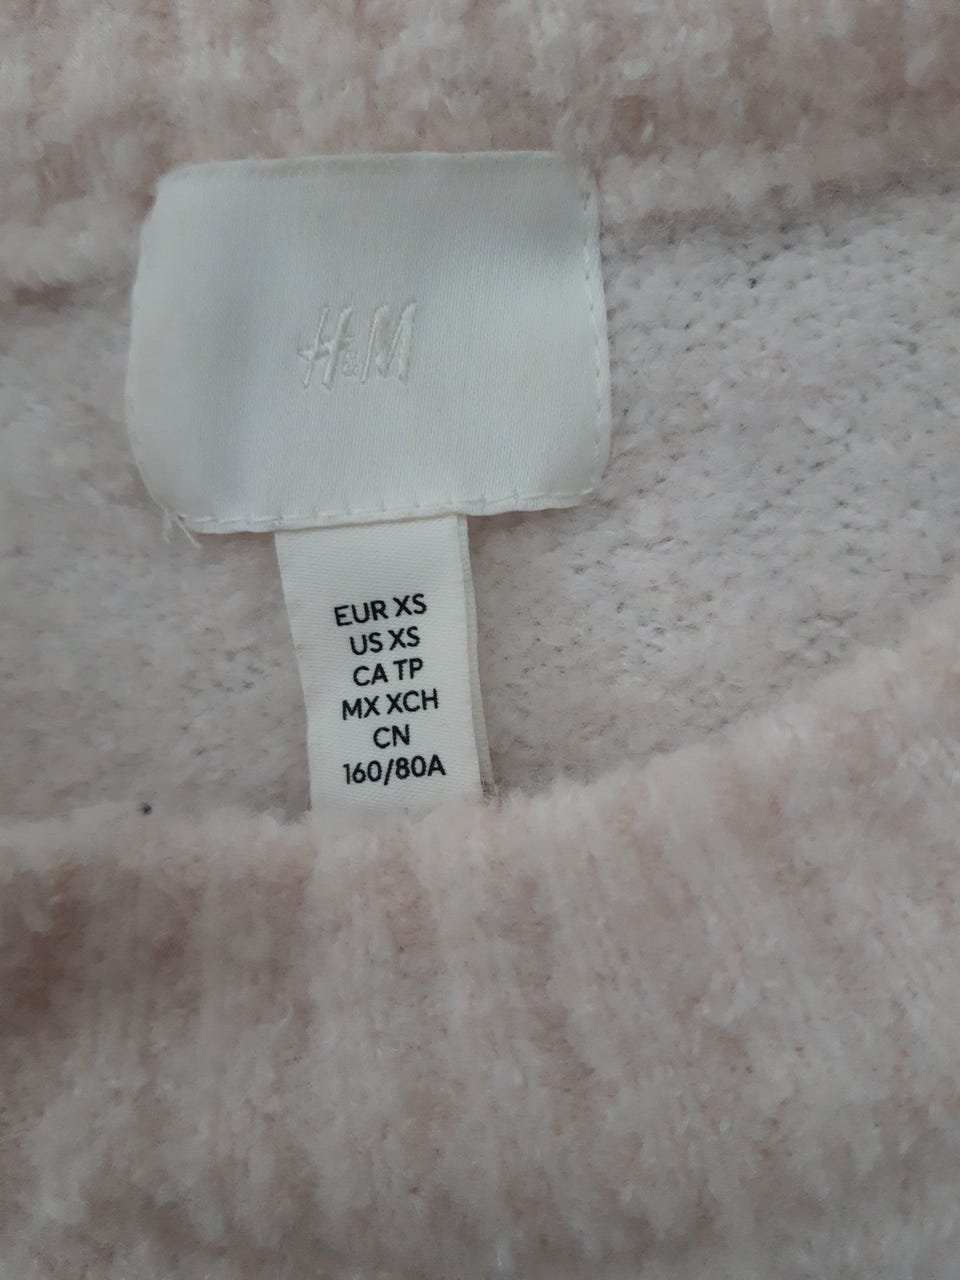 H&M
EUR XS
US XS
CA TP
MX XCH
CN
160/80A